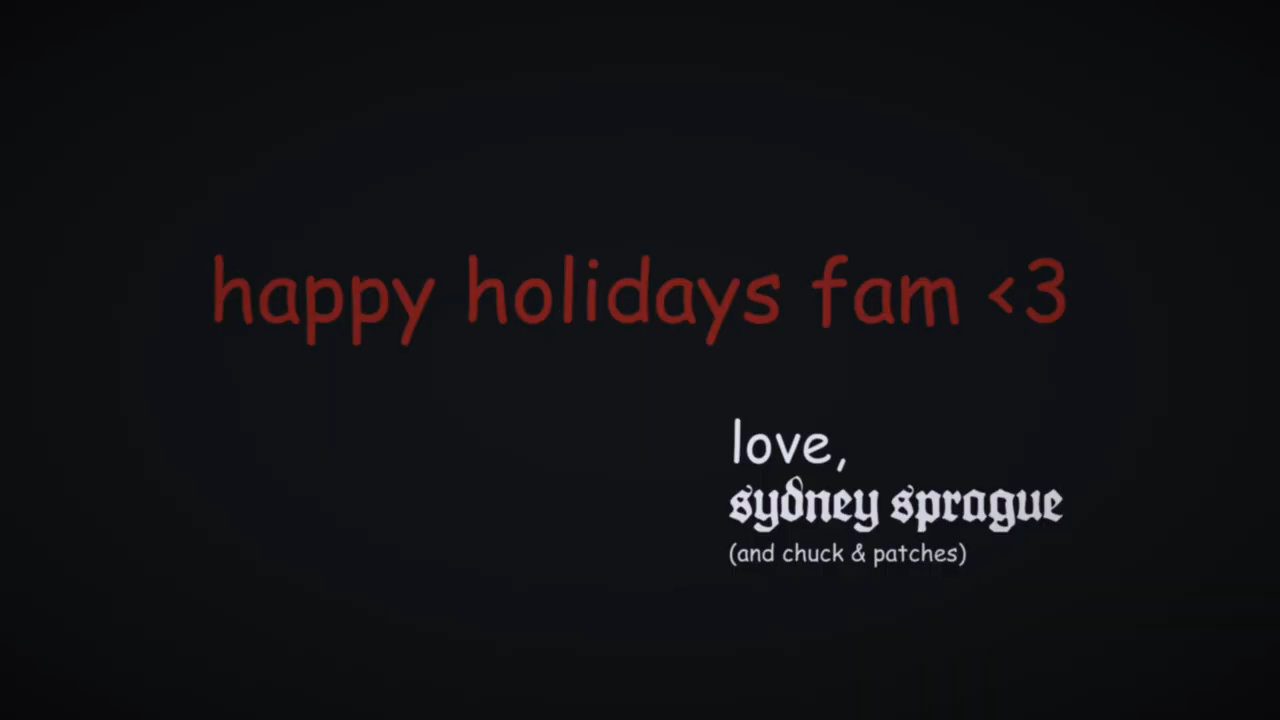 happy holidays fam <3
love,
sydney sprague
(and chuck & patches)